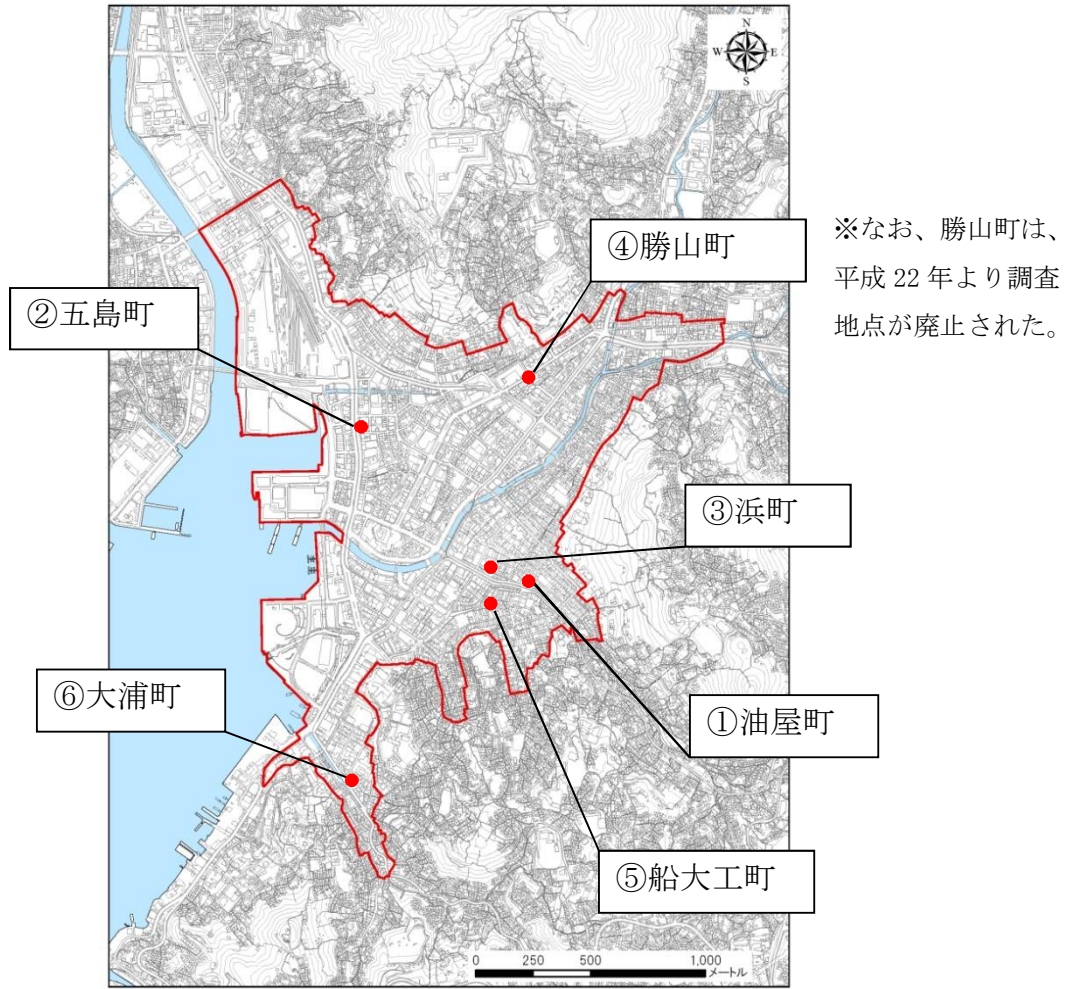 N
W E
S
④勝山町
※なお、勝山町は、
平成 22 年より調査
地点が廃止された。
②五島町
③浜町
⑥大浦町
①油屋町
⑤船大工町
0 250 500 1,000
メートル